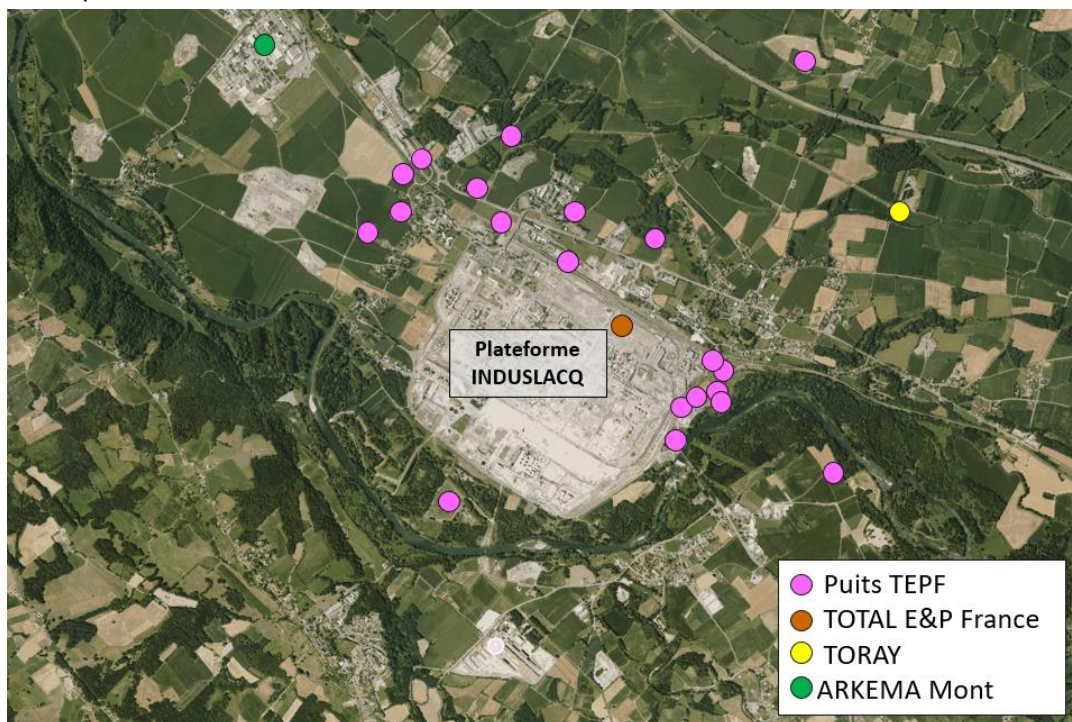 Plateforme
INDUSLACQ
Puits TEPF
TOTAL E&P France
TORAY
ARKEMA Mont